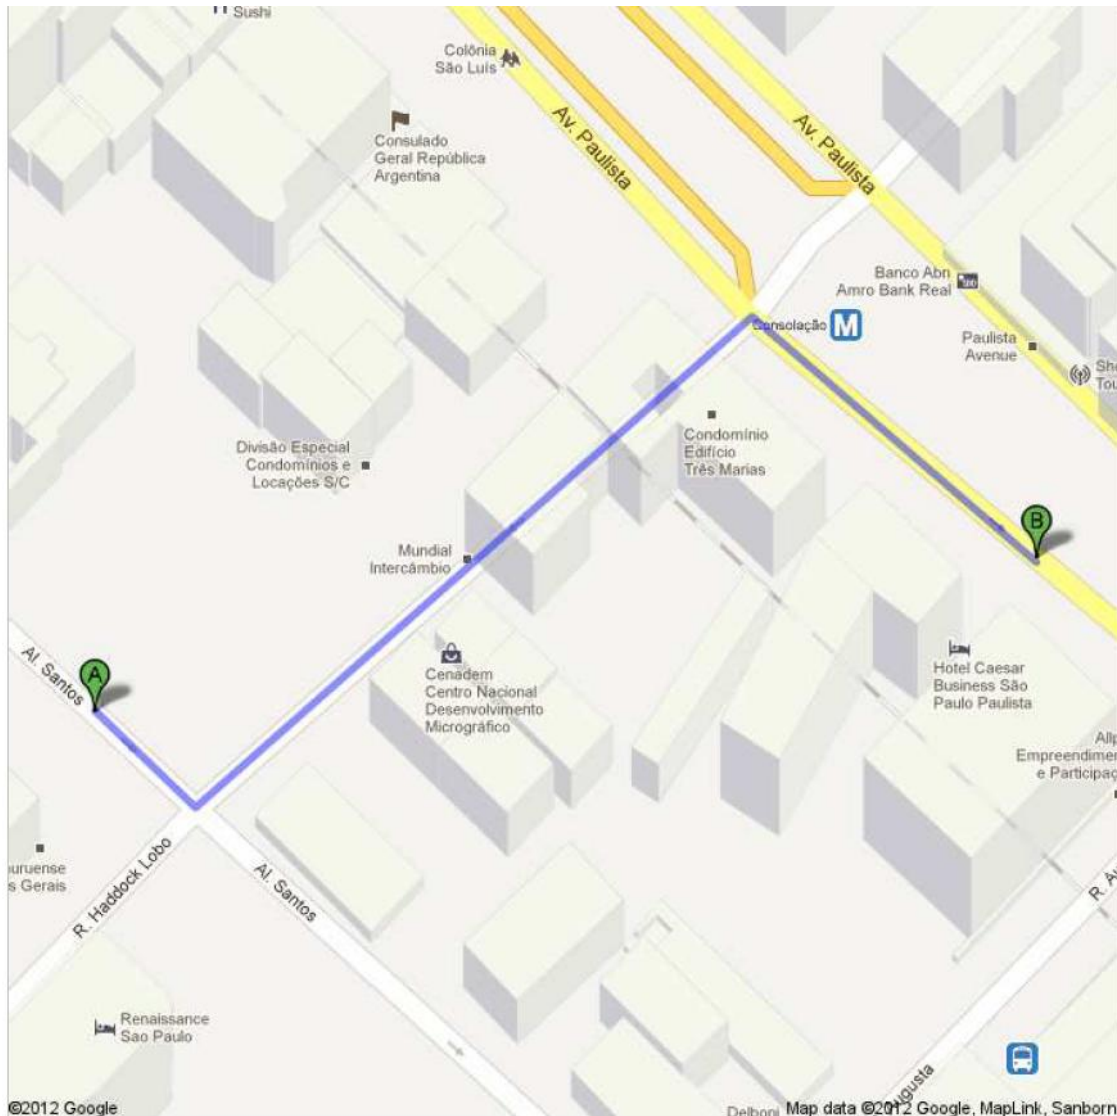 Sushi
Colônia
São Luís
Av. Paulista
Av. Paulista
Consulado
Geral República
Argentina
Banco Abn
Amro Bank Real
Consolação
M
Paulista
Avenue
Divisão Especial
Condomínios e
Locações S/C
Condomínio
Edifício
Três Marias
B
Mundial
Intercâmbio
Al. Santos
A
Cenadem
Centro Nacional
Desenvolvimento
Micrográfico
Hotel Caesar
Business São
Paulo Paulista
e Participaç
R. Haddock Lobo
Al. Santos
s Gerais
Renaissance
Sao Paulo
Delboni
©2012 Google
Map data ©2012 Google, MapLink, Sanborn